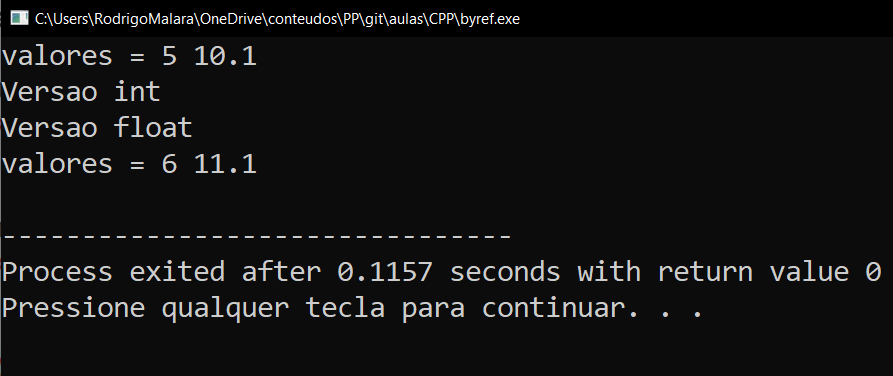 C:\Users\RodrigoMalara\OneDrive\conteudos\PP\git\aulas\CPP\byref.exe
valores = 5 10.1
Versao int
Versao float
valores = 6 11.1
--------------------------------
Process exited after 0.1157 seconds with return value 0
Pressione qualquer tecla para continuar. . .